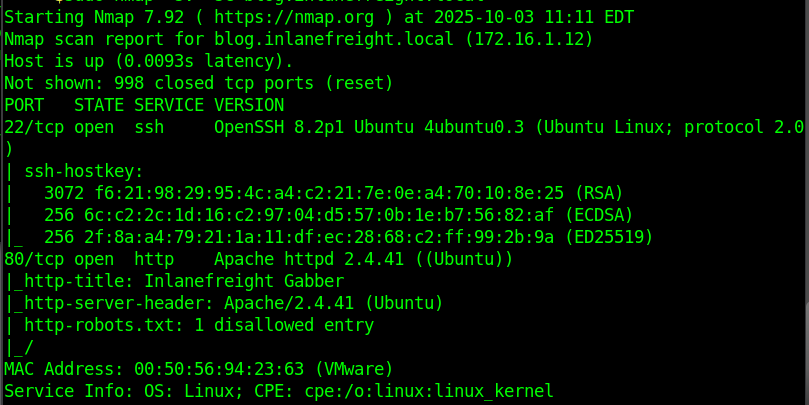 Starting Nmap 7.92 ( https://nmap.org ) at 2025-10-03 11:11 EDT
Nmap scan report for blog.inlanefreight.local (172.16.1.12)
Host is up (0.0093s latency).
Not shown: 998 closed tcp ports (reset)
PORT   STATE SERVICE VERSION
22/tcp open  ssh     OpenSSH 8.2p1 Ubuntu 4ubuntu0.3 (Ubuntu Linux; protocol 2.0
)
| ssh-hostkey:
|   3072 f6:21:98:29:95:4c:a4:c2:21:7e:0e:a4:70:10:8e:25 (RSA)
|   256 6c:c2:2c:1d:16:c2:97:04:d5:57:0b:1e:b7:56:82:af (ECDSA)
|_  256 2f:8a:a4:79:21:1a:11:df:ec:28:68:c2:ff:99:2b:9a (ED25519)
80/tcp open  http    Apache httpd 2.4.41 ((Ubuntu))
|_http-title: Inlanefreight Gabber
|_http-server-header: Apache/2.4.41 (Ubuntu)
| http-robots.txt: 1 disallowed entry
|_/
MAC Address: 00:50:56:94:23:63 (VMware)
Service Info: OS: Linux; CPE: cpe:/o:linux:linux_kernel